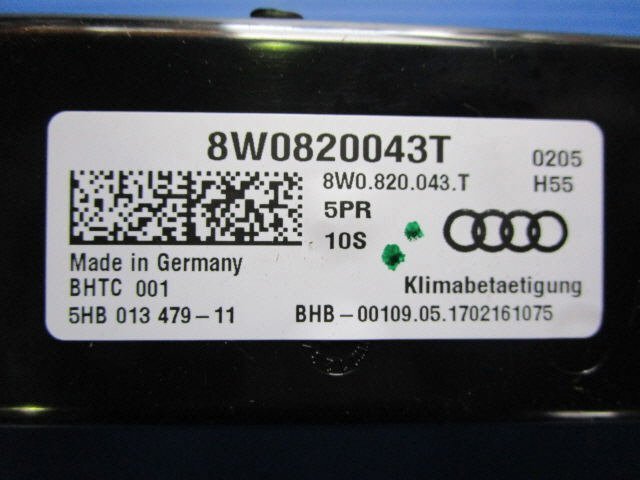 8W0820043T
0205
8W0.820.043.T
H55
5PR
10S
Made in Germany
BHTC 001
Klimabetaetigung
5HB 013 479-11
BHB-00109.05.1702161075